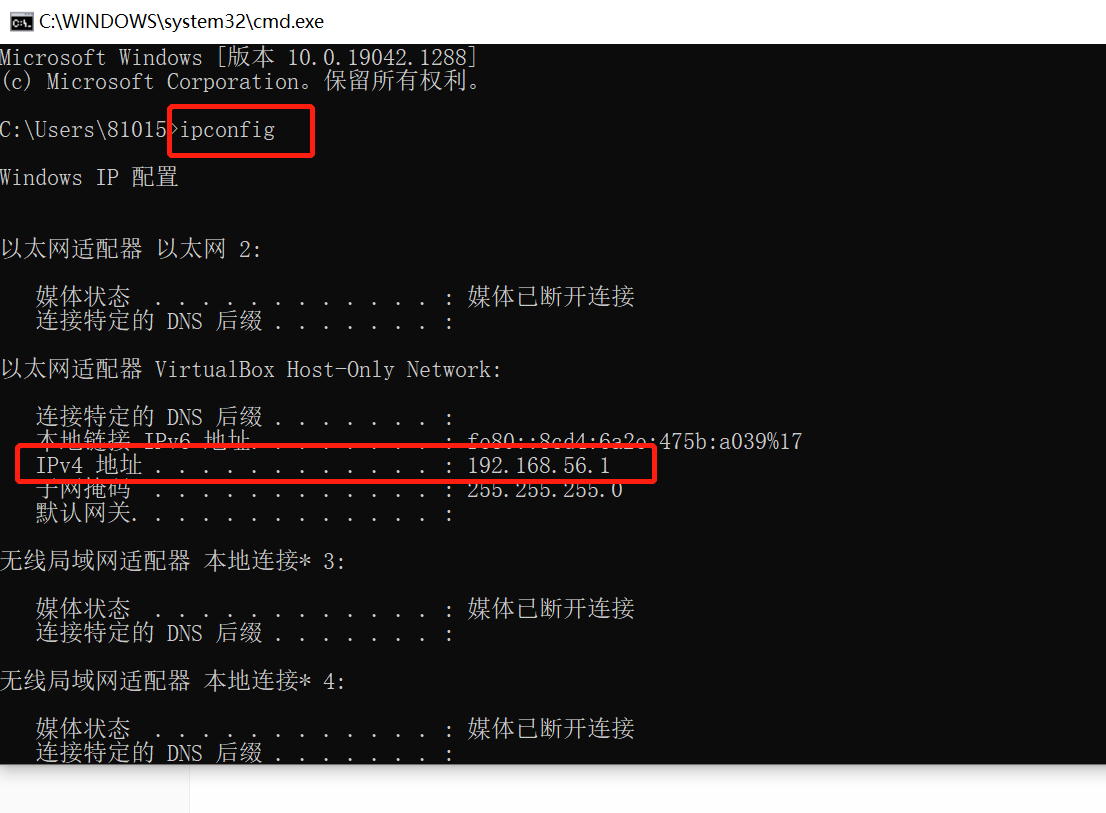 C:\WINDOWS\system32\cmd.exe
Microsoft Windows [版本 10.0.19042.1288]
(c) Microsoft Corporation。保留所有权利。
C:\Users\81015>ipconfig
Windows IP 配置
以太网适配器 以太网 2:
媒体状态 . . . . . . . . . . . . : 媒体已断开连接
连接特定的 DNS 后缀 . . . . . . . :
以太网适配器 VirtualBox Host-Only Network:
连接特定的 DNS 后缀 . . . . . . . :
本地链接 IPv6 地址. . . . . . . . : fe80::8cd4:6a2e:475b:a039%17
IPv4 地址 . . . . . . . . . . . . : 192.168.56.1
子网掩码 . . . . . . . . . . . . : 255.255.255.0
默认网关. . . . . . . . . . . . . :
无线局域网适配器 本地连接* 3:
媒体状态 . . . . . . . . . . . . : 媒体已断开连接
连接特定的 DNS 后缀 . . . . . . . :
无线局域网适配器 本地连接* 4:
媒体状态 . . . . . . . . . . . . : 媒体已断开连接
连接特定的 DNS 后缀 . . . . . . . :